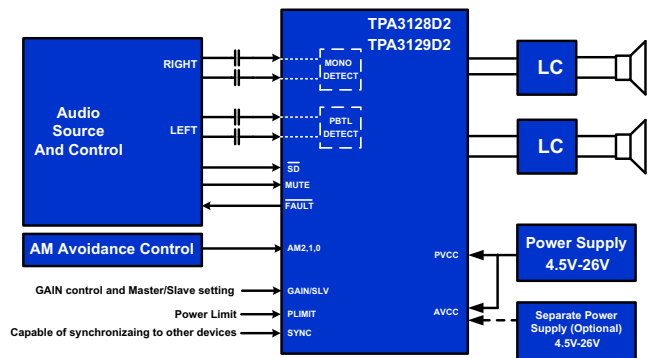 TPA3128D2
TPA3129D2
RIGHT
MONO
DETECT
LC
Audio
Source
And Control
LEFT
PBTL
DETECT
LC
SD
MUTE
FAULT
AM Avoidance Control
AM2,1,0
PVCC
Power Supply
4.5V-26V
GAIN control and Master/Slave setting
GAIN/SLV
Power Limit
PLIMIT
AVCC
Separate Power
Supply (Optional)
4.5V-26V
Capable of synchronizaing to other devices
SYNC